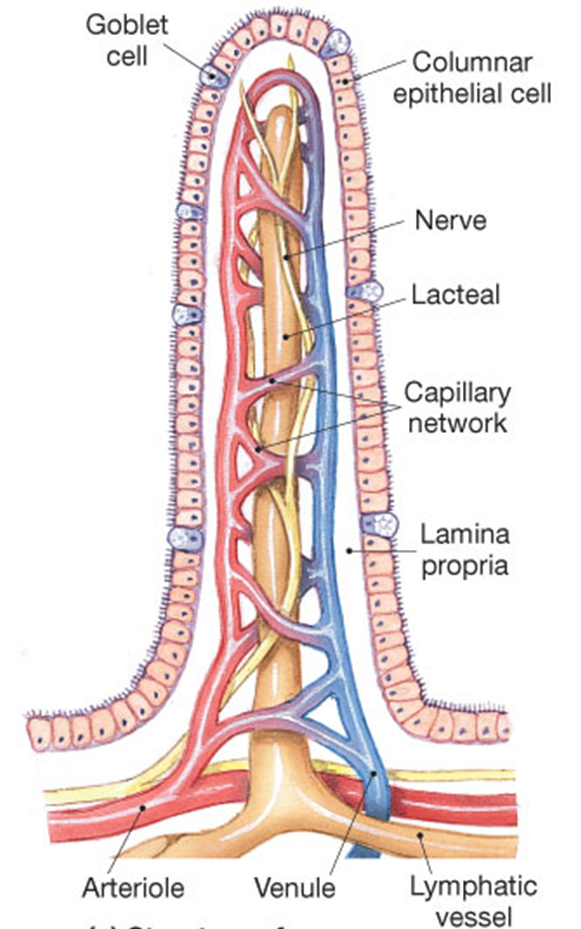 Goblet
cell
Columnar
epithelial cell
Nerve
Lacteal
Capillary
network
Lamina
propria
Arteriole
Venule
Lymphatic
vessel